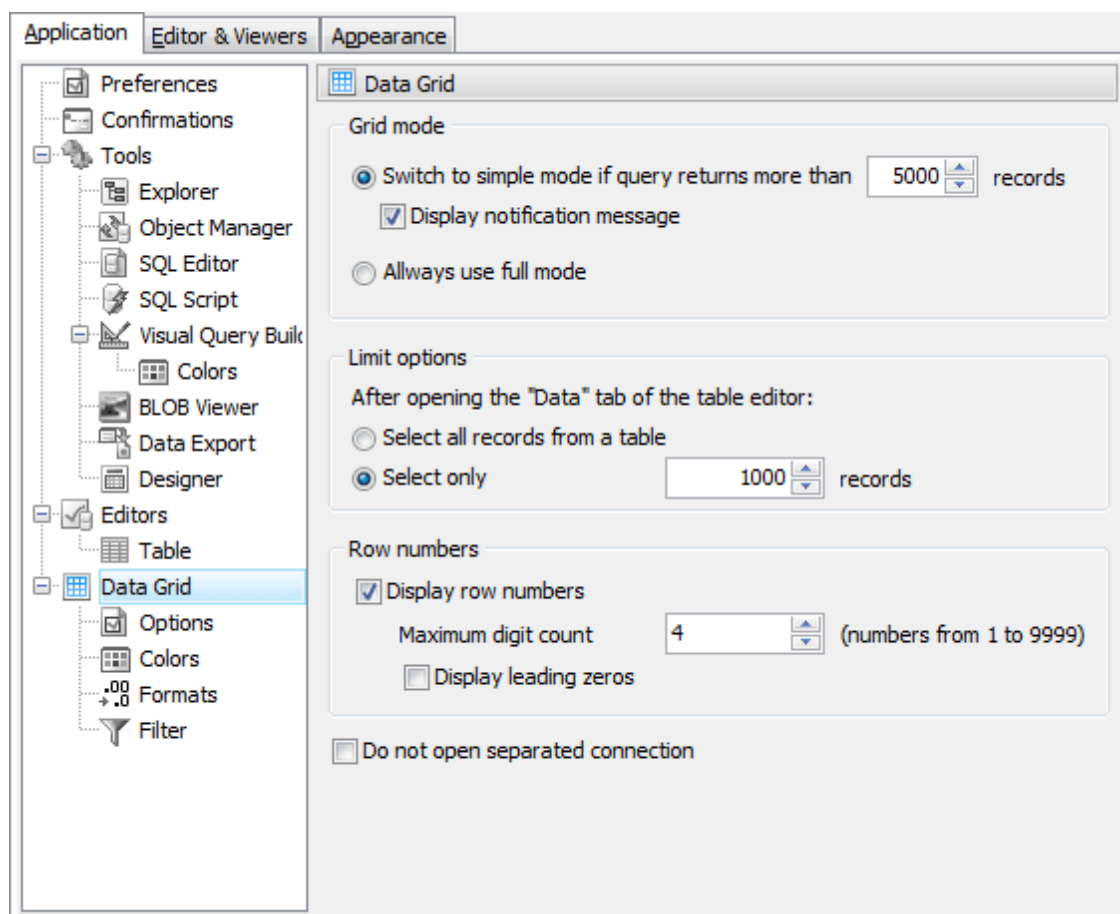 Application
Editor & Viewers
Appearance
Preferences
Confirmations
Tools
Explorer
Object Manager
SQL Editor
SQL Script
Visual Query Build
Colors
BLOB Viewer
Data Export
Designer
Editors
Table
Data Grid
Options
Colors
Formats
Filter
Data Grid
Grid mode
Switch to simple mode if query returns more than 5000 records
Display notification message
Allways use full mode
Limit options
After opening the "Data" tab of the table editor:
Select all records from a table
Select only 1000 records
Row numbers
Display row numbers
Maximum digit count 4 (numbers from 1 to 9999)
Display leading zeros
Do not open separated connection